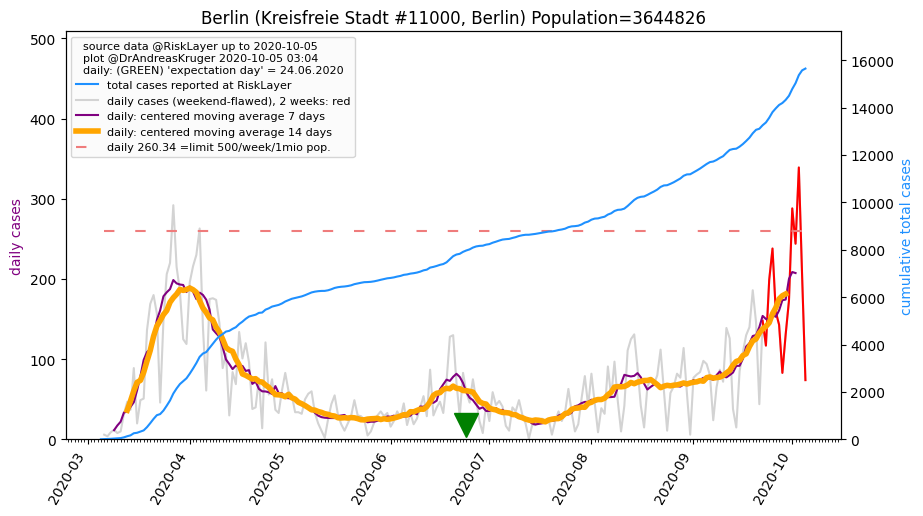 Berlin (Kreisfreie Stadt #11000, Berlin) Population=3644826
source data @RiskLayer up to 2020-10-05
plot @DrAndreasKruger 2020-10-05 03:04
daily: (GREEN) 'expectation day' = 24.06.2020
total cases reported at RiskLayer
daily cases (weekend-flawed), 2 weeks: red
daily: centered moving average 7 days
daily: centered moving average 14 days
daily 260.34 =limit 500/week/1mio pop.
daily cases
500
400
300
200
100
0
cumulative total cases
16000
14000
12000
10000
8000
6000
4000
2000
0
2020-03
2020-04
2020-05
2020-06
2020-07
2020-08
2020-09
2020-10